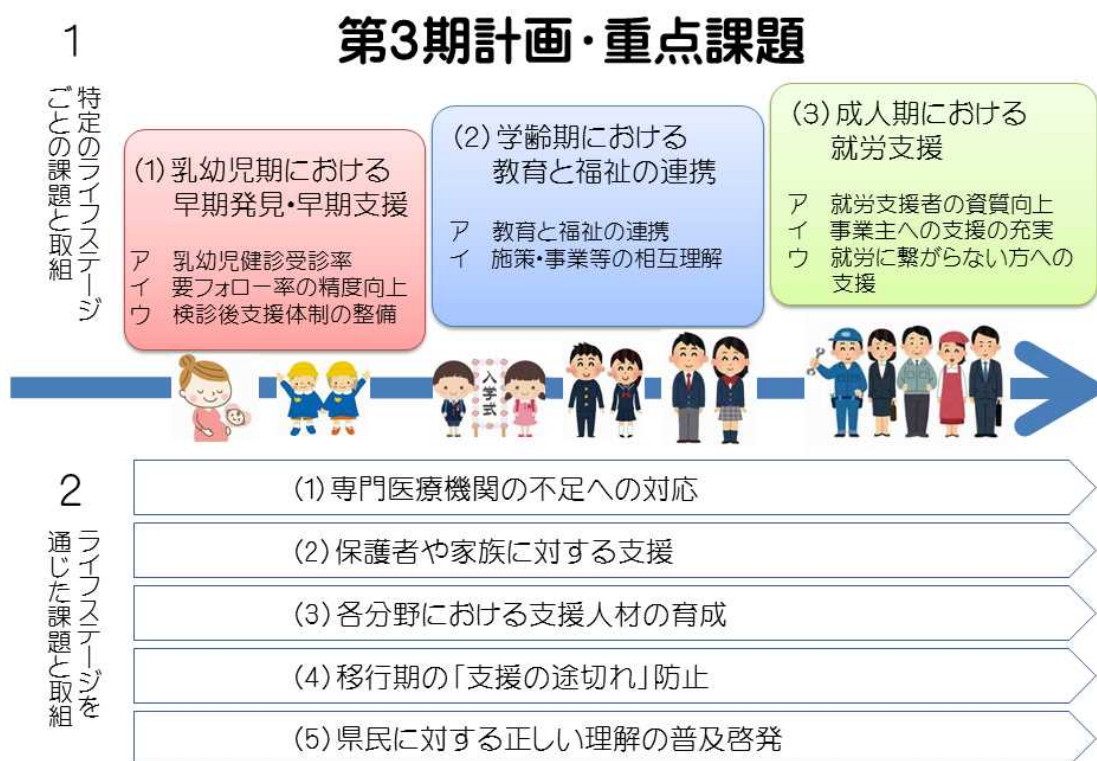 第3期計画・重点課題
1
特定のライフステージ
ごとの課題と取組
(1)乳幼児期における
早期発見・早期支援
ア 乳幼児健診受診率
イ 要フォロー率の精度向上
ウ 検診後支援体制の整備
(2)学齢期における
教育と福祉の連携
ア 教育と福祉の連携
イ 施策・事業等の相互理解
(3)成人期における
就労支援
ア 就労支援者の資質向上
イ 事業主への支援の充実
ウ 就労に繋がらない方への
支援
入学式
2
ライフステージを
通じた課題と取組
(1)専門医療機関の不足への対応
(2)保護者や家族に対する支援
(3)各分野における支援人材の育成
(4)移行期の「支援の途切れ」防止
(5)県民に対する正しい理解の普及啓発